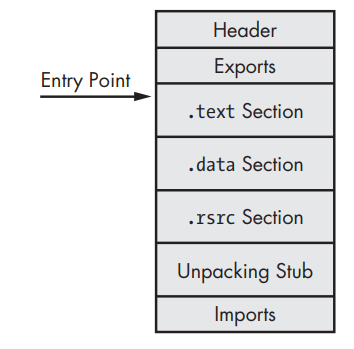 Header
Exports
Entry Point
.text Section
.data Section
.rsrc Section
Unpacking Stub
Imports